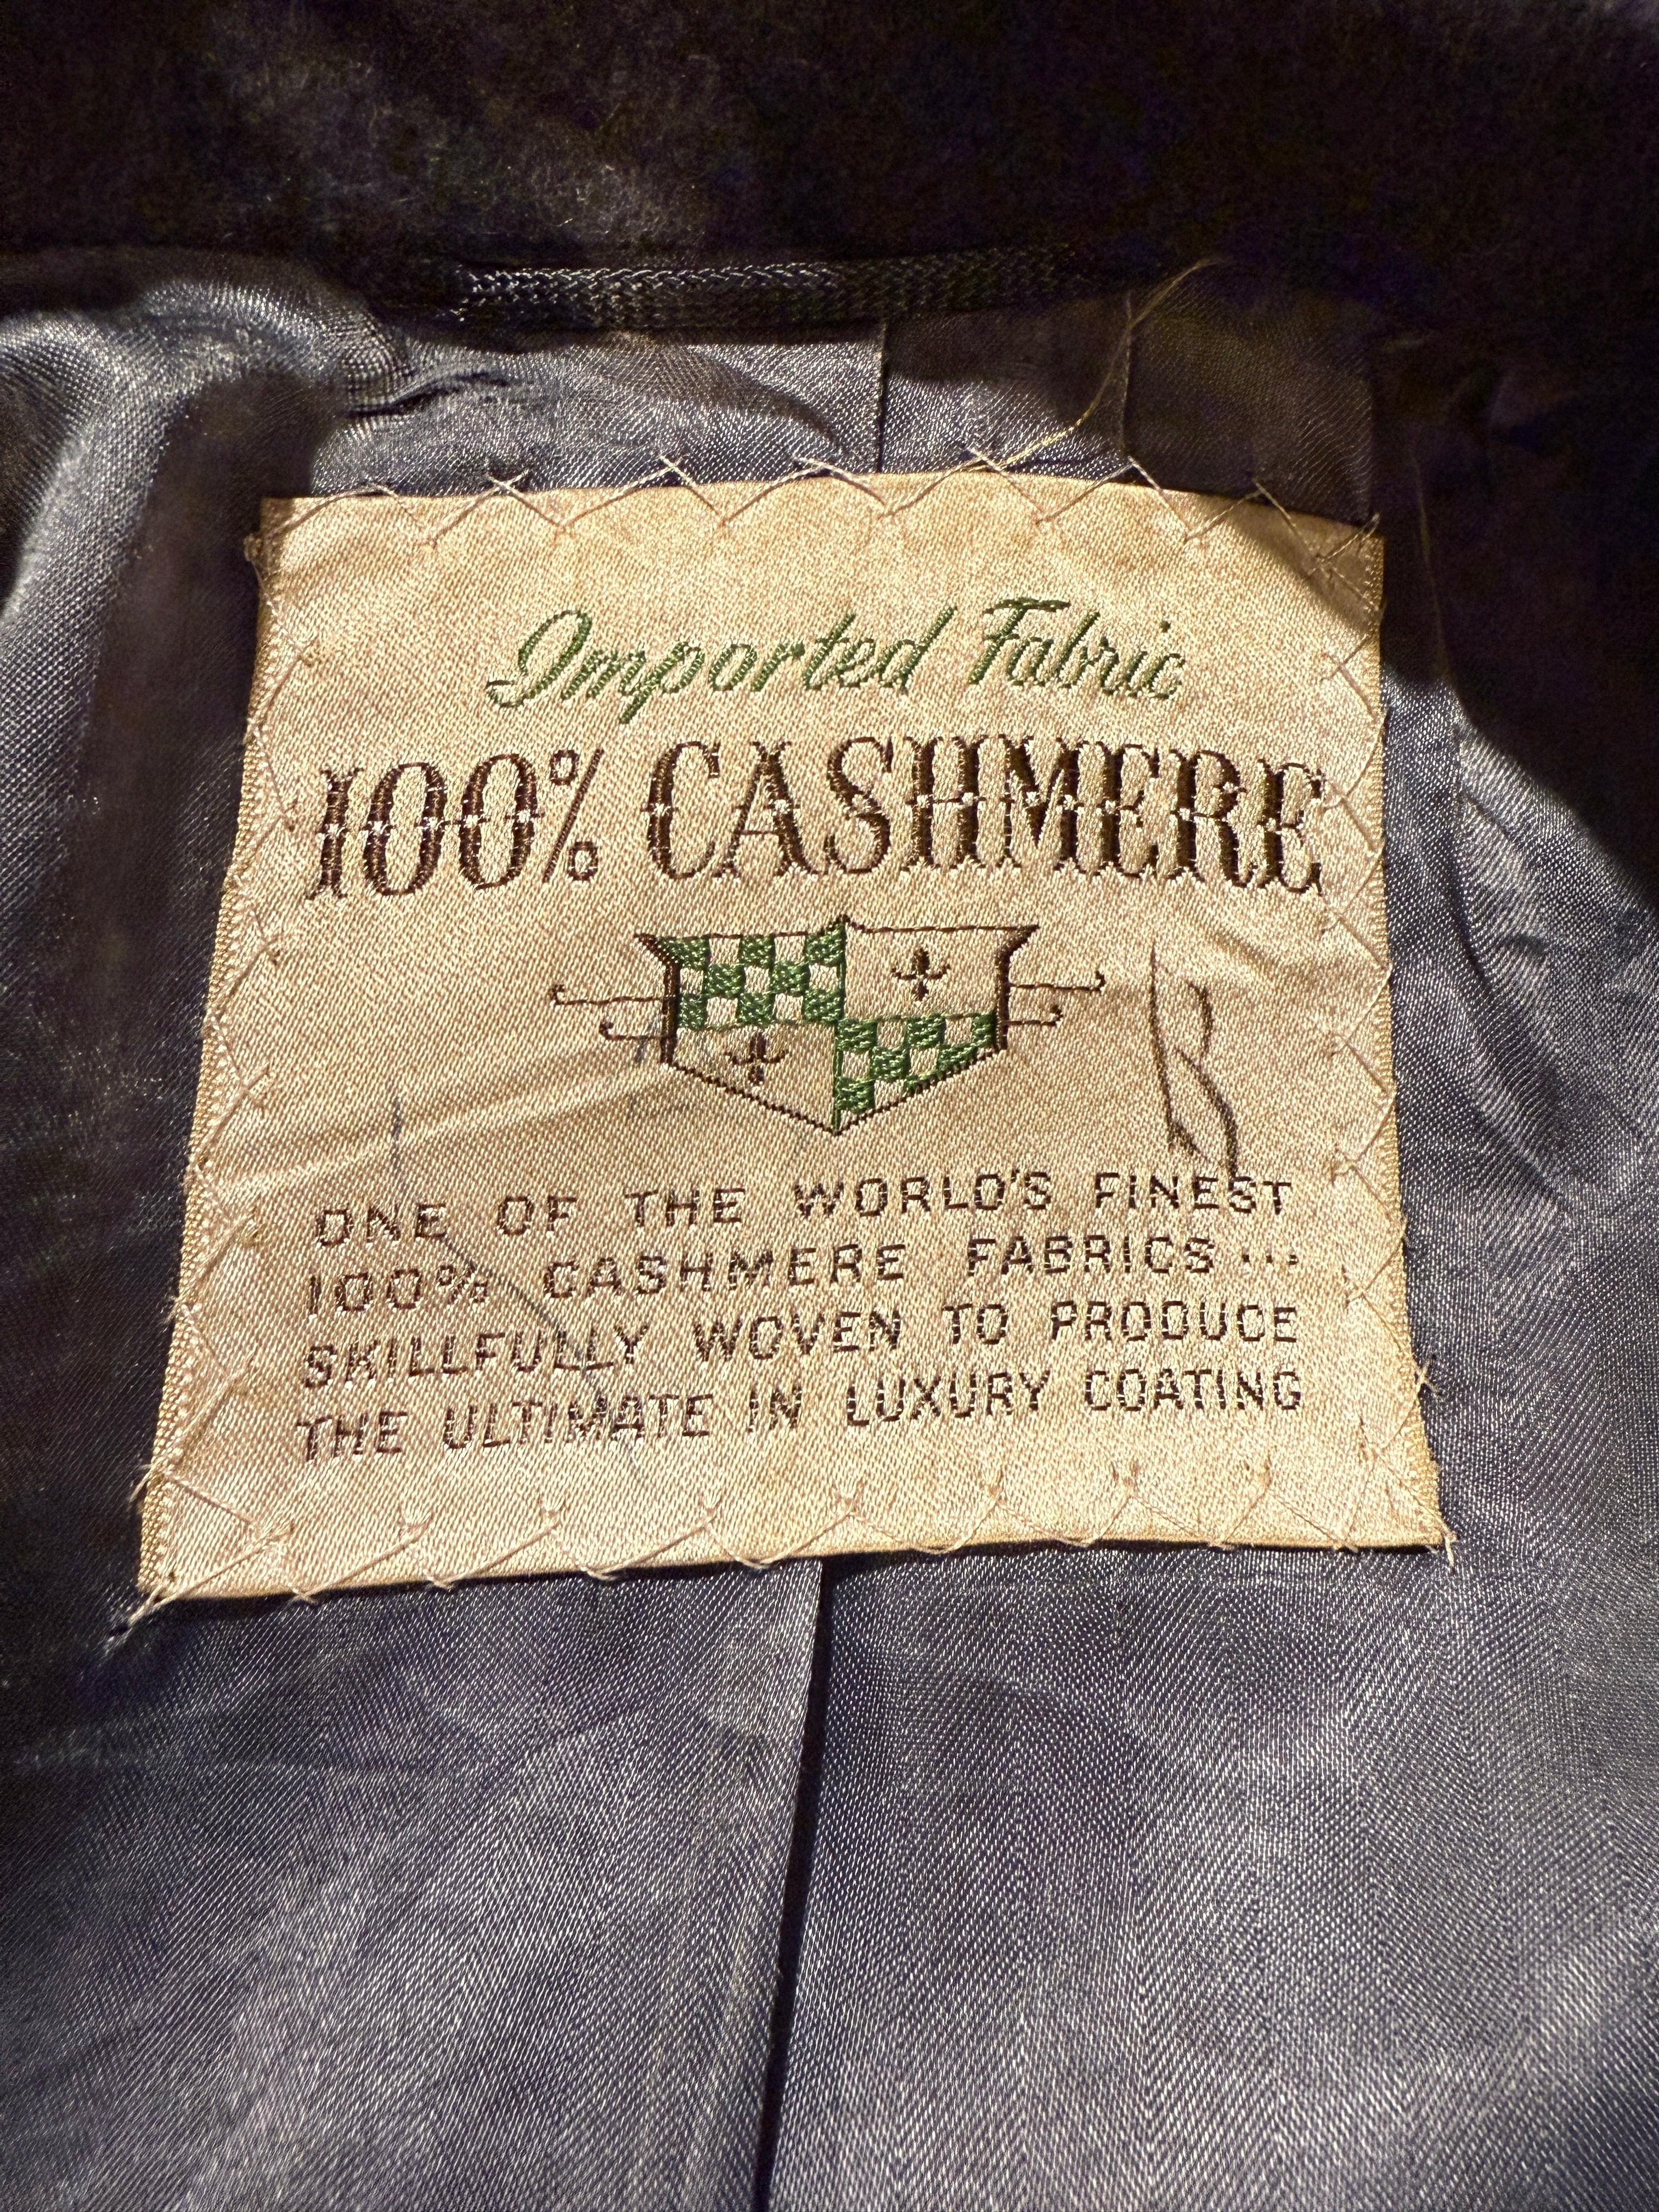 Imported Fabric
100% CASHMERE
ONE OF THE WORLD'S FINEST
100% CASHMERE FABRICS...
SKILLFULLY WOVEN TO PRODUCE
THE ULTIMATE IN LUXURY COATING